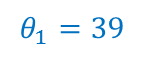 θ₁ = 39